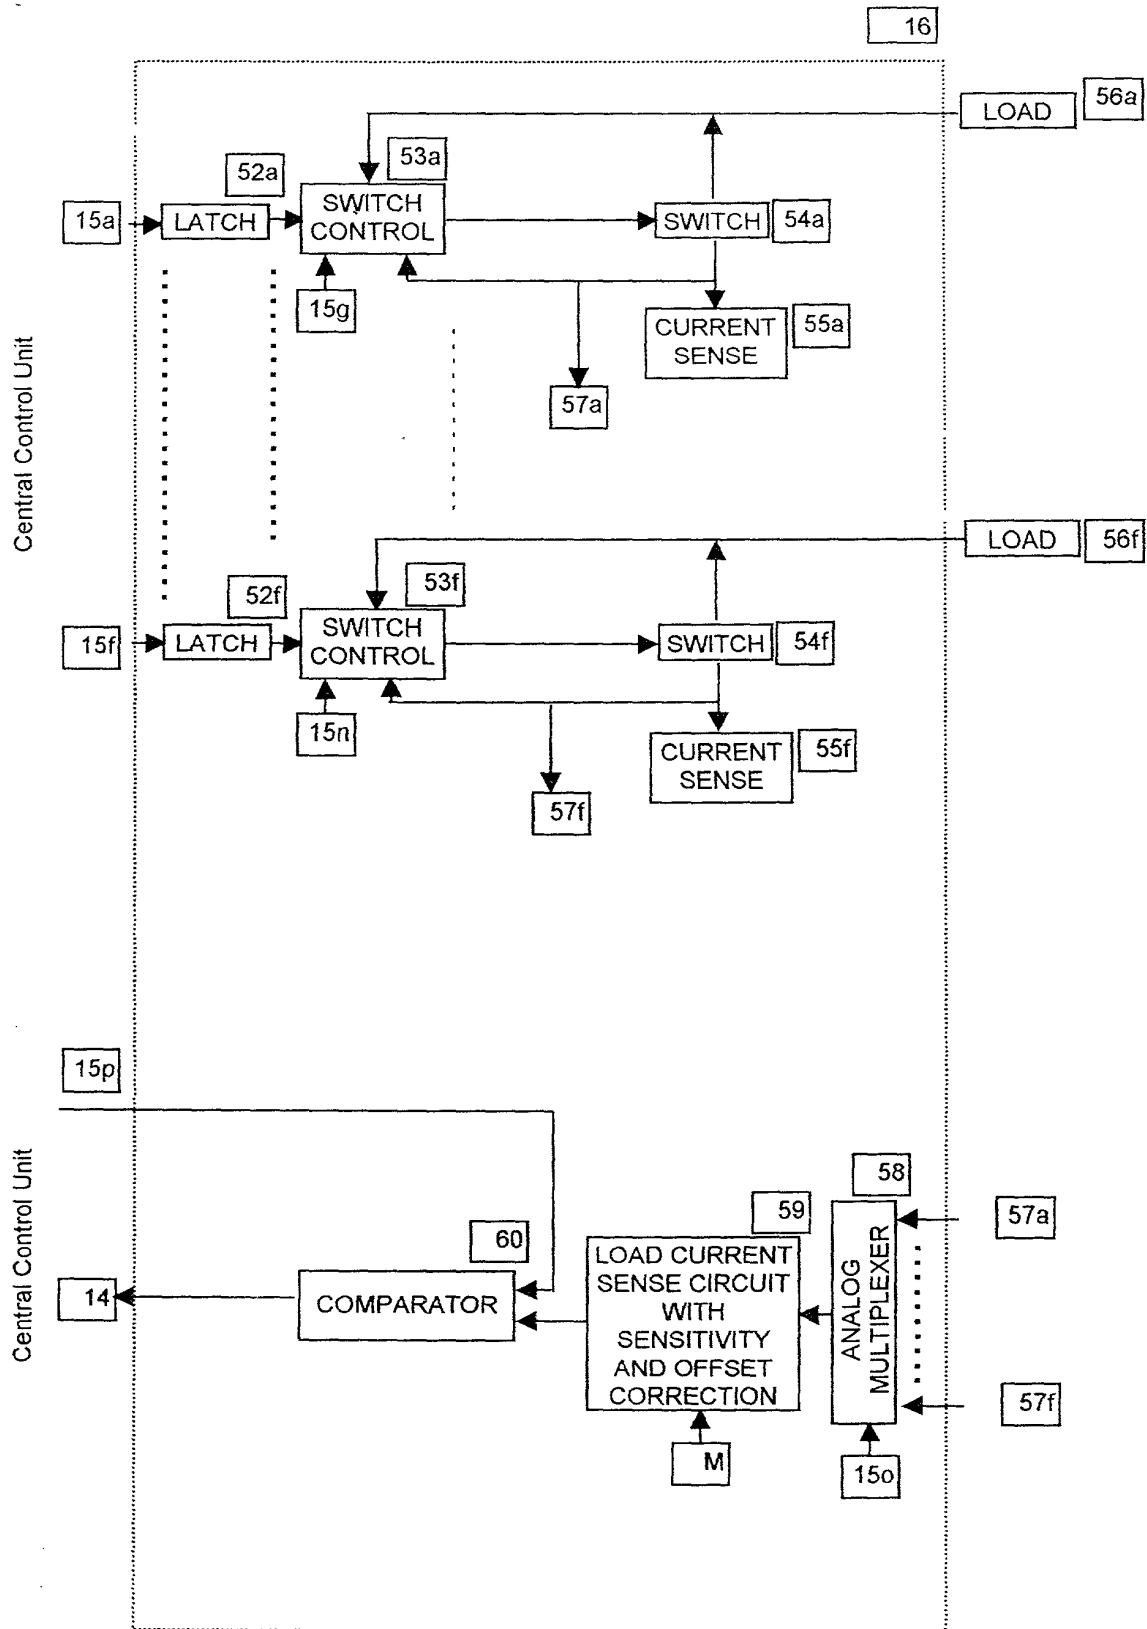 16
LOAD
56a
53a
52a
15a
LATCH
SWITCH
CONTROL
SWITCH
54a
15g
CURRENT
SENSE
55a
57a
Central Control Unit
LOAD
56f
53f
52f
15f
LATCH
SWITCH
CONTROL
SWITCH
54f
15n
CURRENT
SENSE
55f
57f
15p
Central Control Unit
58
59
60
57a
14
COMPARATOR
LOAD CURRENT
SENSE CIRCUIT
WITH
SENSITIVITY
AND OFFSET
CORRECTION
ANALOG
MULTIPLEXER
57f
M
15o